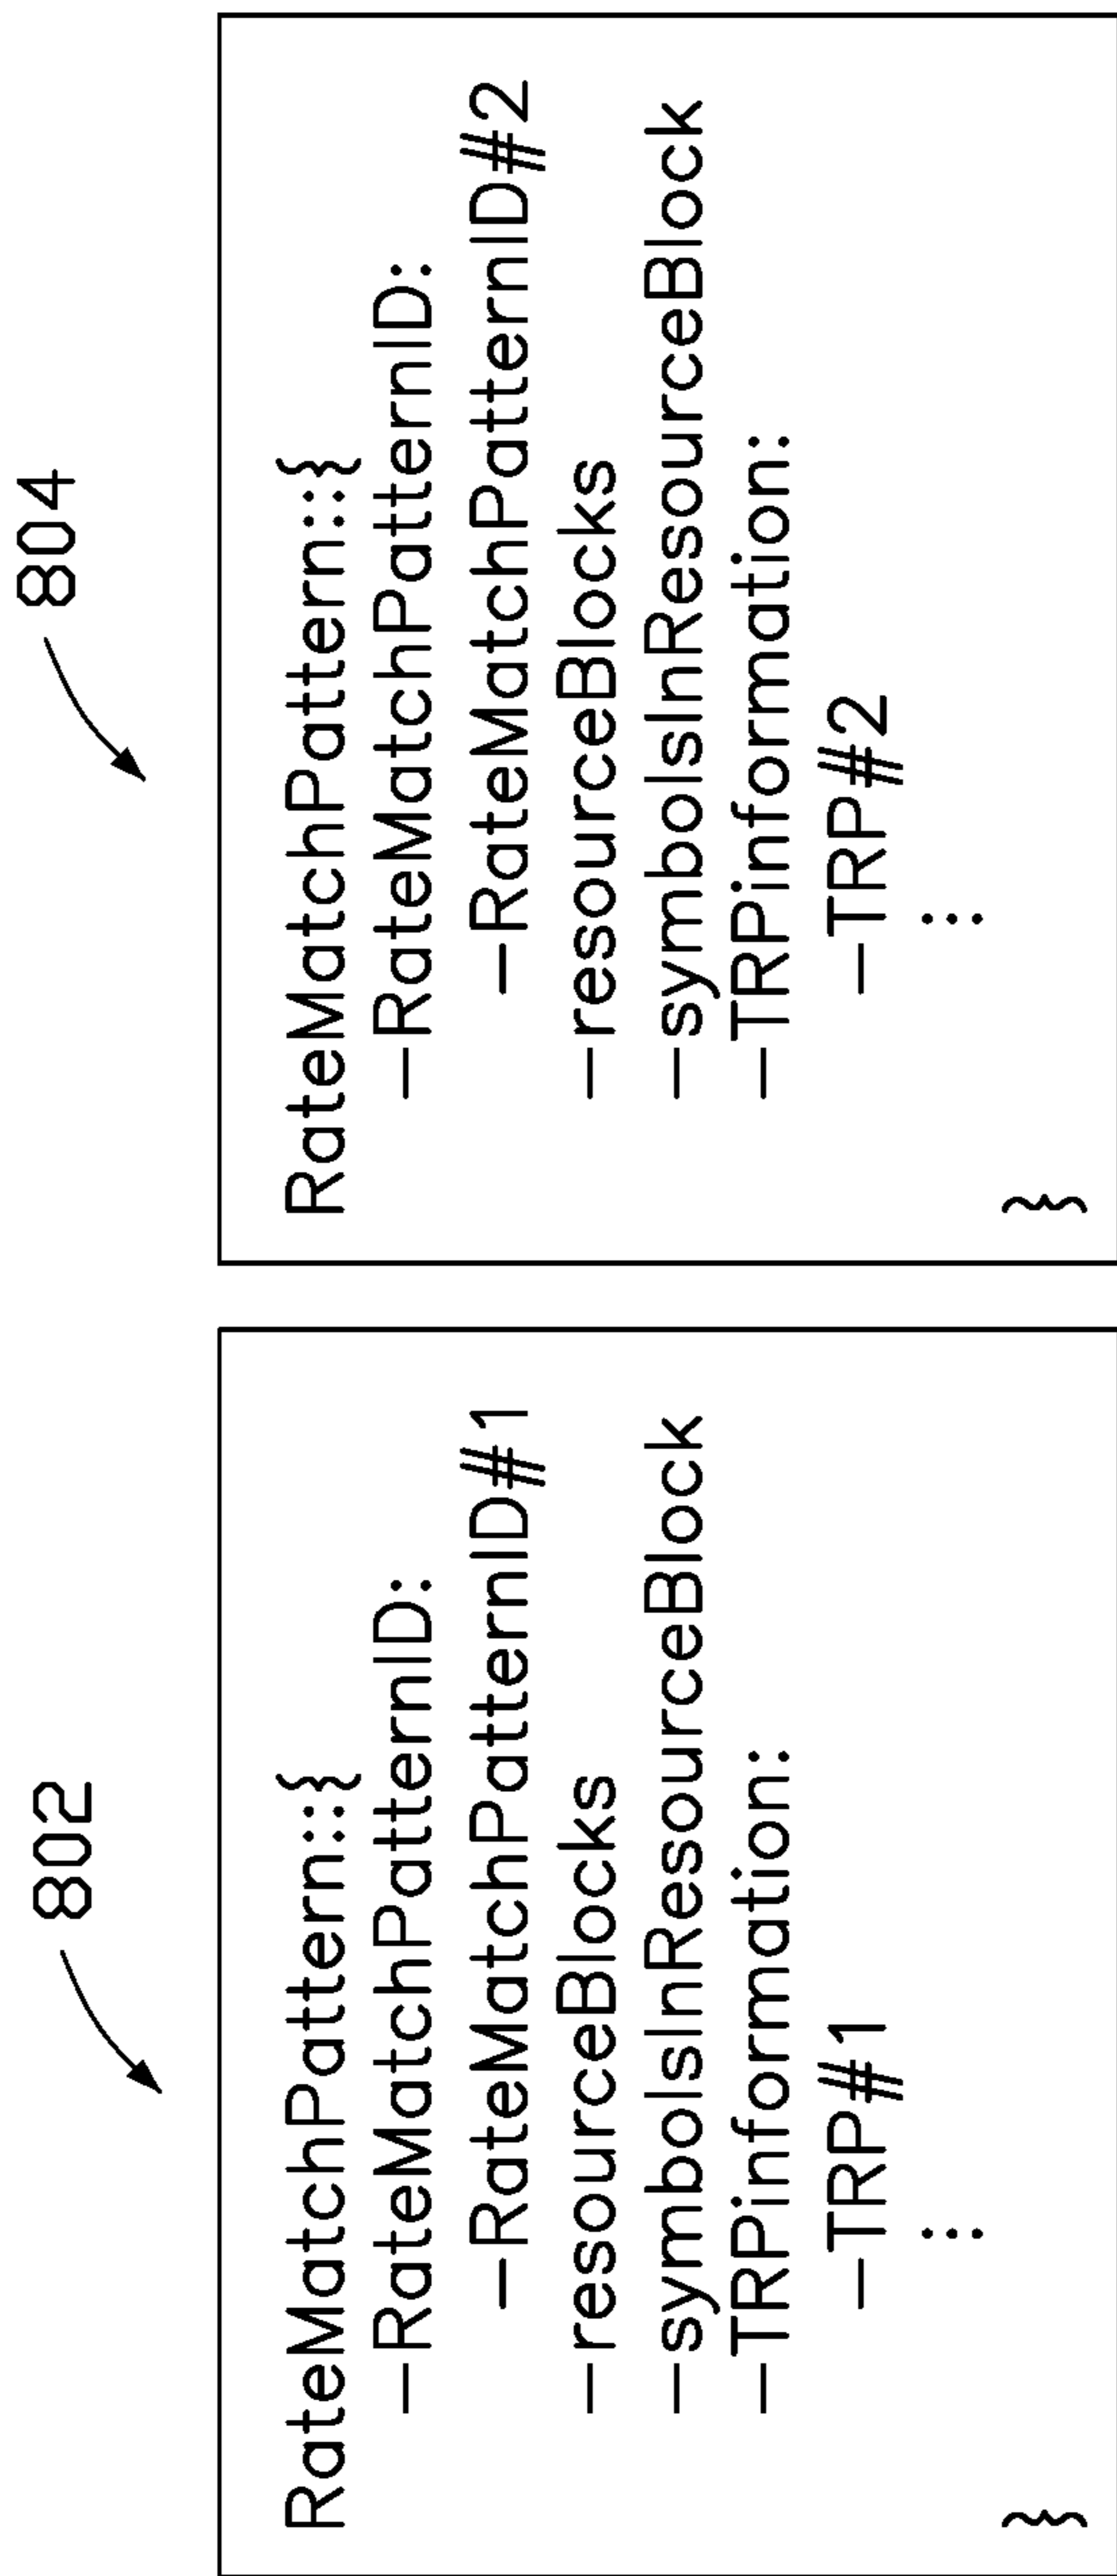 802
RateMatchPattern::{
–RateMatchPatternID:
–RateMatchPatternID#1
–resourceBlocks
–symbolsInResourceBlock
–TRPinformation:
–TRP#1
⋮
}
804
RateMatchPattern::{
–RateMatchPatternID:
–RateMatchPatternID#2
–resourceBlocks
–symbolsInResourceBlock
–TRPinformation:
–TRP#2
⋮
}